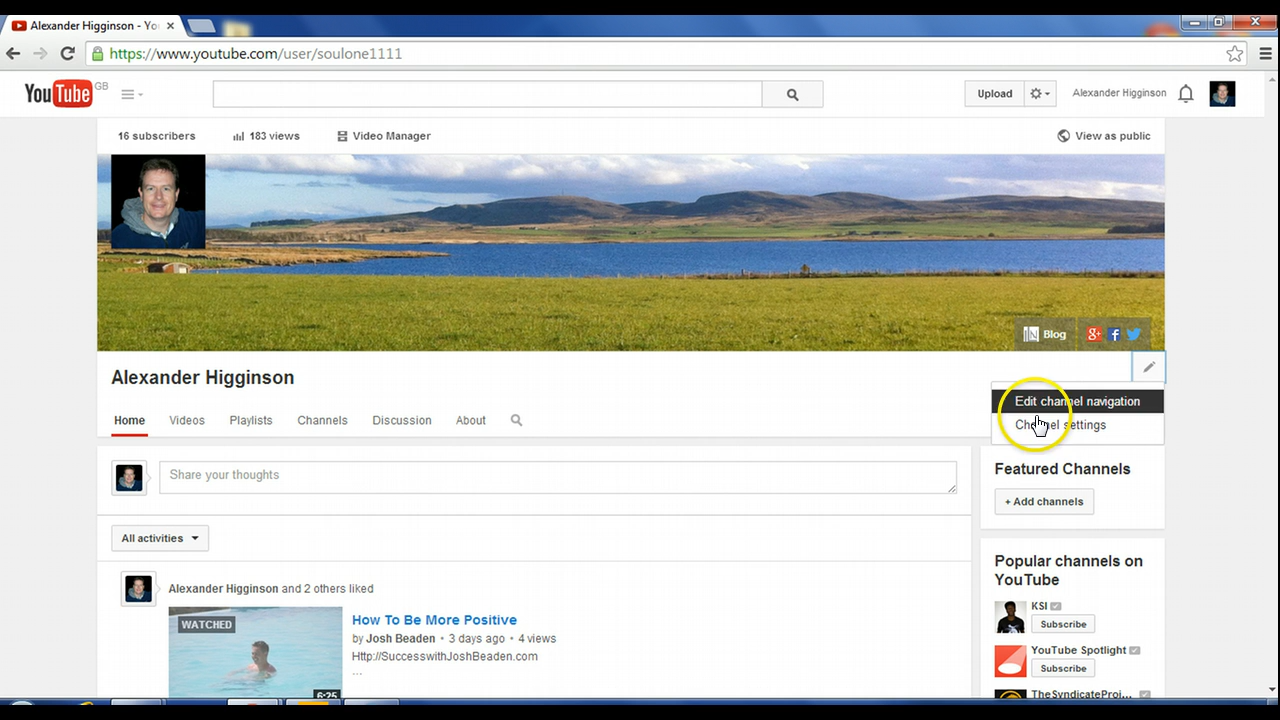 Alexander Higginson - Yo
https://www.youtube.com/user/soulone1111
YouTube GB
Upload
Alexander Higginson
16 subscribers
183 views
Video Manager
View as public
Blog
Alexander Higginson
Edit channel navigation
Channel settings
Home
Videos
Playlists
Channels
Discussion
About
Share your thoughts
Featured Channels
+ Add channels
All activities
Alexander Higginson and 2 others liked
WATCHED
6:25
How To Be More Positive
by Josh Beaden • 3 days ago • 4 views
Http://SuccesswithJoshBeaden.com
...
Popular channels on
YouTube
KSI
Subscribe
YouTube Spotlight
Subscribe
TheSyndicateProj...